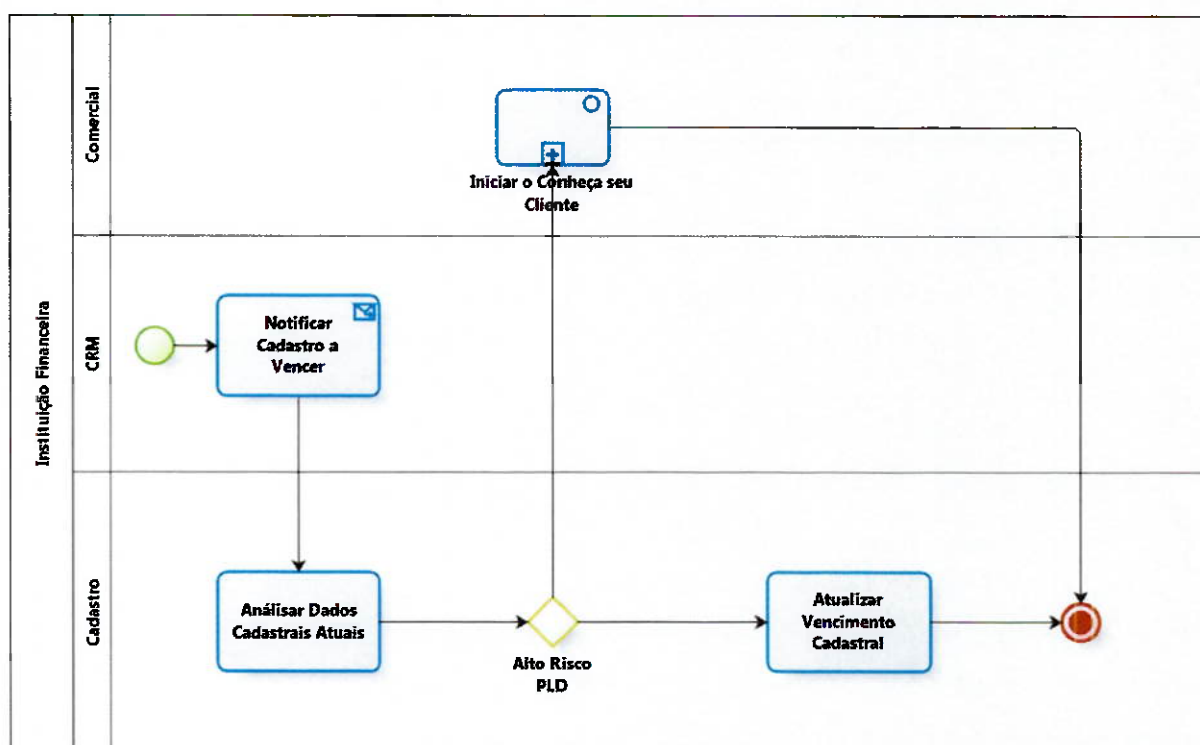 Instituição Financeira
Comercial
Iniciar o Conheça seu
Cliente
CRM
Notificar
Cadastro a
Vencer
Cadastro
Análisar Dados
Cadastrais Atuais
Alto Risco
PLD
Atualizar
Vencimento
Cadastral